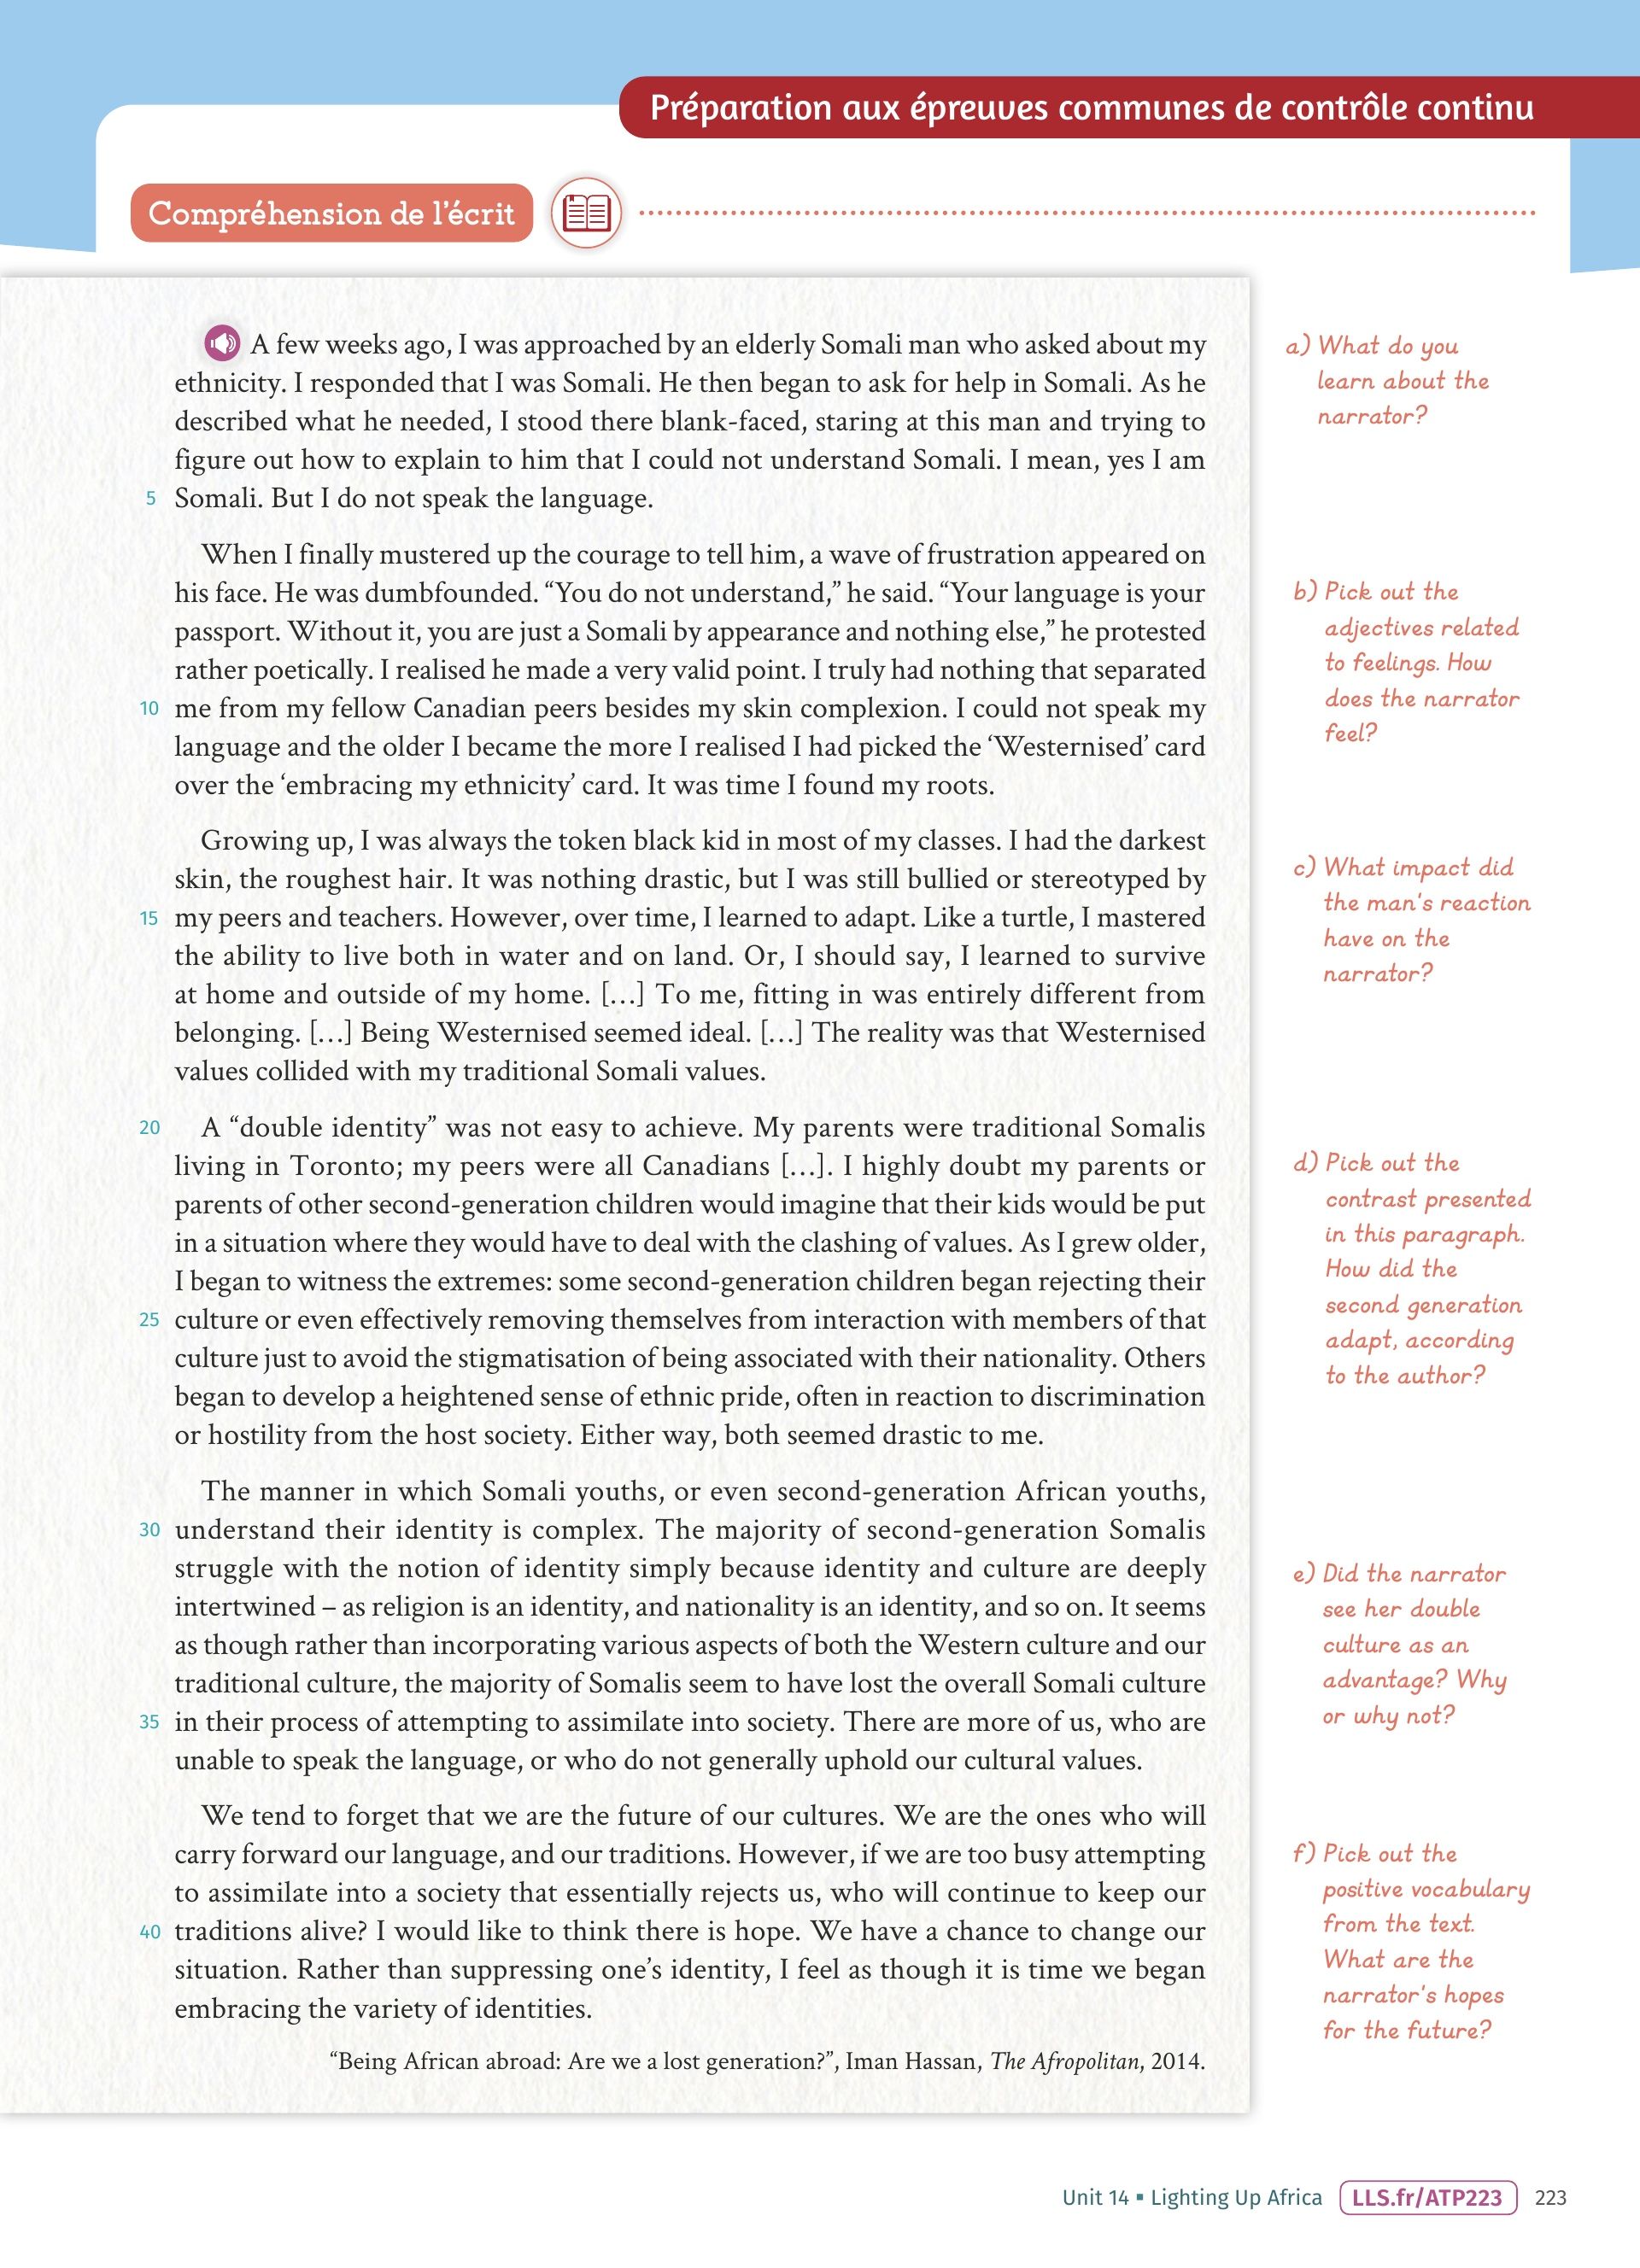 Préparation aux épreuves communes de contrôle continu
Compréhension de l'écrit
A few weeks ago, I was approached by an elderly Somali man who asked about my
ethnicity. I responded that I was Somali. He then began to ask for help in Somali. As he
described what he needed, I stood there blank-faced, staring at this man and trying to
figure out how to explain to him that I could not understand Somali. I mean, yes I am
5 Somali. But I do not speak the language.
When I finally mustered up the courage to tell him, a wave of frustration appeared on
his face. He was dumbfounded. “You do not understand,” he said. “Your language is your
passport. Without it, you are just a Somali by appearance and nothing else,” he protested
rather poetically. I realised he made a very valid point. I truly had nothing that separated
10 me from my fellow Canadian peers besides my skin complexion. I could not speak my
language and the older I became the more I realised I had picked the ‘Westernised’ card
over the ‘embracing my ethnicity’ card. It was time I found my roots.
Growing up, I was always the token black kid in most of my classes. I had the darkest
skin, the roughest hair. It was nothing drastic, but I was still bullied or stereotyped by
15 my peers and teachers. However, over time, I learned to adapt. Like a turtle, I mastered
the ability to live both in water and on land. Or, I should say, I learned to survive
at home and outside of my home. […] To me, fitting in was entirely different from
belonging. […] Being Westernised seemed ideal. […] The reality was that Westernised
values collided with my traditional Somali values.
20 A “double identity” was not easy to achieve. My parents were traditional Somalis
living in Toronto; my peers were all Canadians […]. I highly doubt my parents or
parents of other second-generation children would imagine that their kids would be put
in a situation where they would have to deal with the clashing of values. As I grew older,
I began to witness the extremes: some second-generation children began rejecting their
25 culture or even effectively removing themselves from interaction with members of that
culture just to avoid the stigmatisation of being associated with their nationality. Others
began to develop a heightened sense of ethnic pride, often in reaction to discrimination
or hostility from the host society. Either way, both seemed drastic to me.
The manner in which Somali youths, or even second-generation African youths,
30 understand their identity is complex. The majority of second-generation Somalis
struggle with the notion of identity simply because identity and culture are deeply
intertwined – as religion is an identity, and nationality is an identity, and so on. It seems
as though rather than incorporating various aspects of both the Western culture and our
traditional culture, the majority of Somalis seem to have lost the overall Somali culture
35 in their process of attempting to assimilate into society. There are more of us, who are
unable to speak the language, or who do not generally uphold our cultural values.
We tend to forget that we are the future of our cultures. We are the ones who will
carry forward our language, and our traditions. However, if we are too busy attempting
to assimilate into a society that essentially rejects us, who will continue to keep our
40 traditions alive? I would like to think there is hope. We have a chance to change our
situation. Rather than suppressing one’s identity, I feel as though it is time we began
embracing the variety of identities.
“Being African abroad: Are we a lost generation?”, Iman Hassan, The Afropolitan, 2014.
a) What do you
learn about the
narrator?
b) Pick out the
adjectives related
to feelings. How
does the narrator
feel?
c) What impact did
the man's reaction
have on the
narrator?
d) Pick out the
contrast presented
in this paragraph.
How did the
second generation
adapt, according
to the author?
e) Did the narrator
see her double
culture as an
advantage? Why
or why not?
f) Pick out the
positive vocabulary
from the text.
What are the
narrator's hopes
for the future?
Unit 14 ▪ Lighting Up Africa LLS.fr/ATP223 223